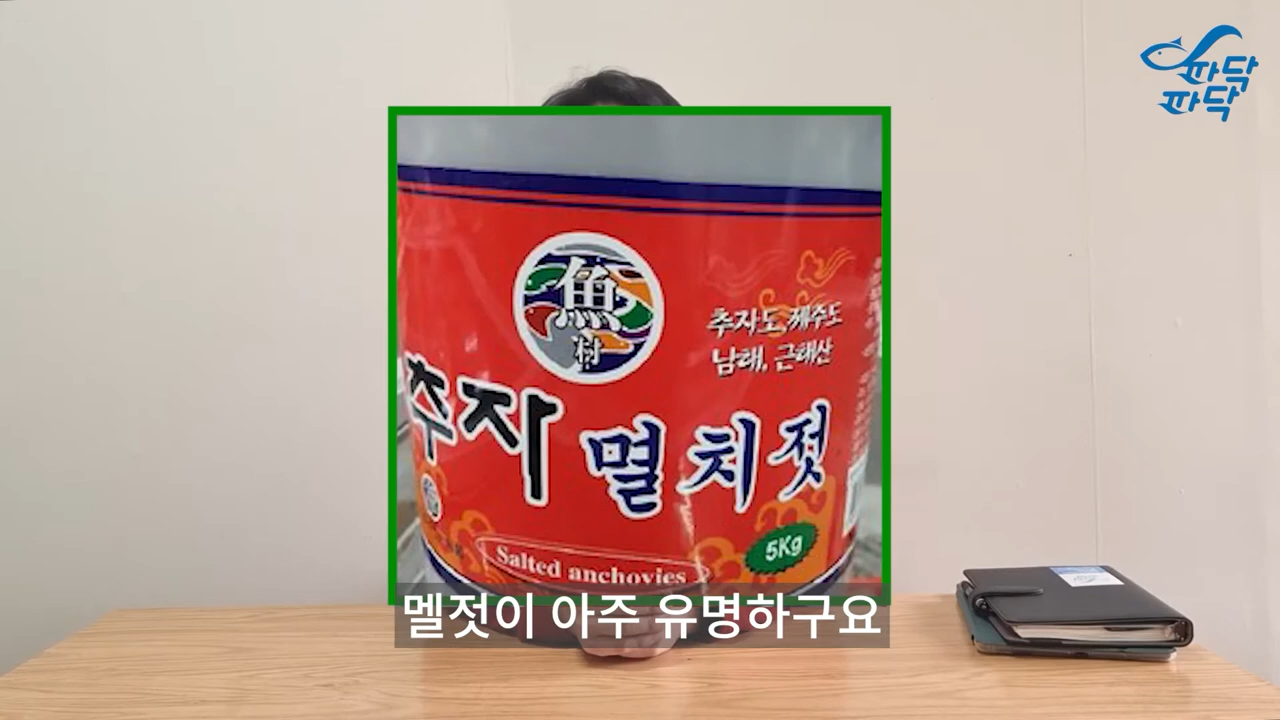 파닥
파닥
魚
村
추자도, 제주도
남해, 근해산
추자 멸치젓
5Kg
Salted anchovies
멜젓이 아주 유명하구요